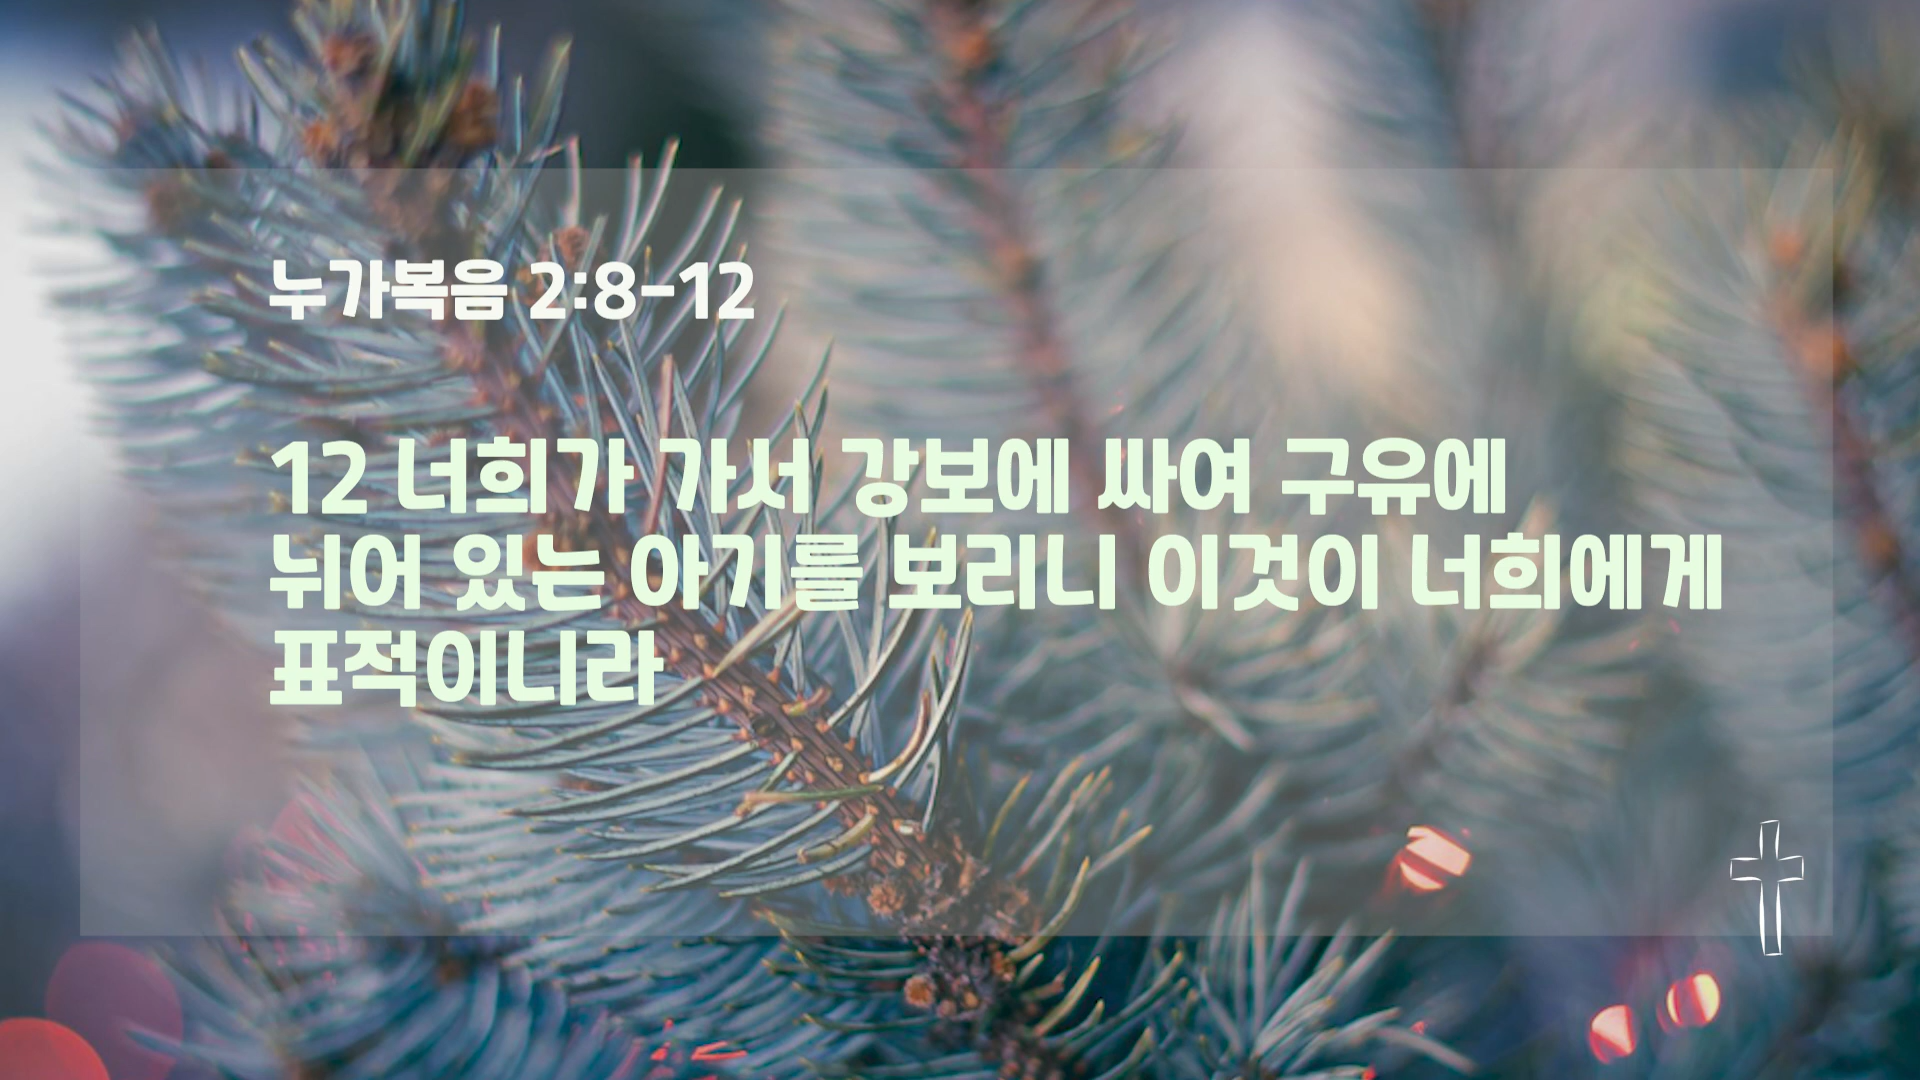 누가복음 2:8-12
12 너희가 가서 강보에 싸여 구유에
뉘어 있는 아기를 보리니 이것이 너희에게
표적이니라